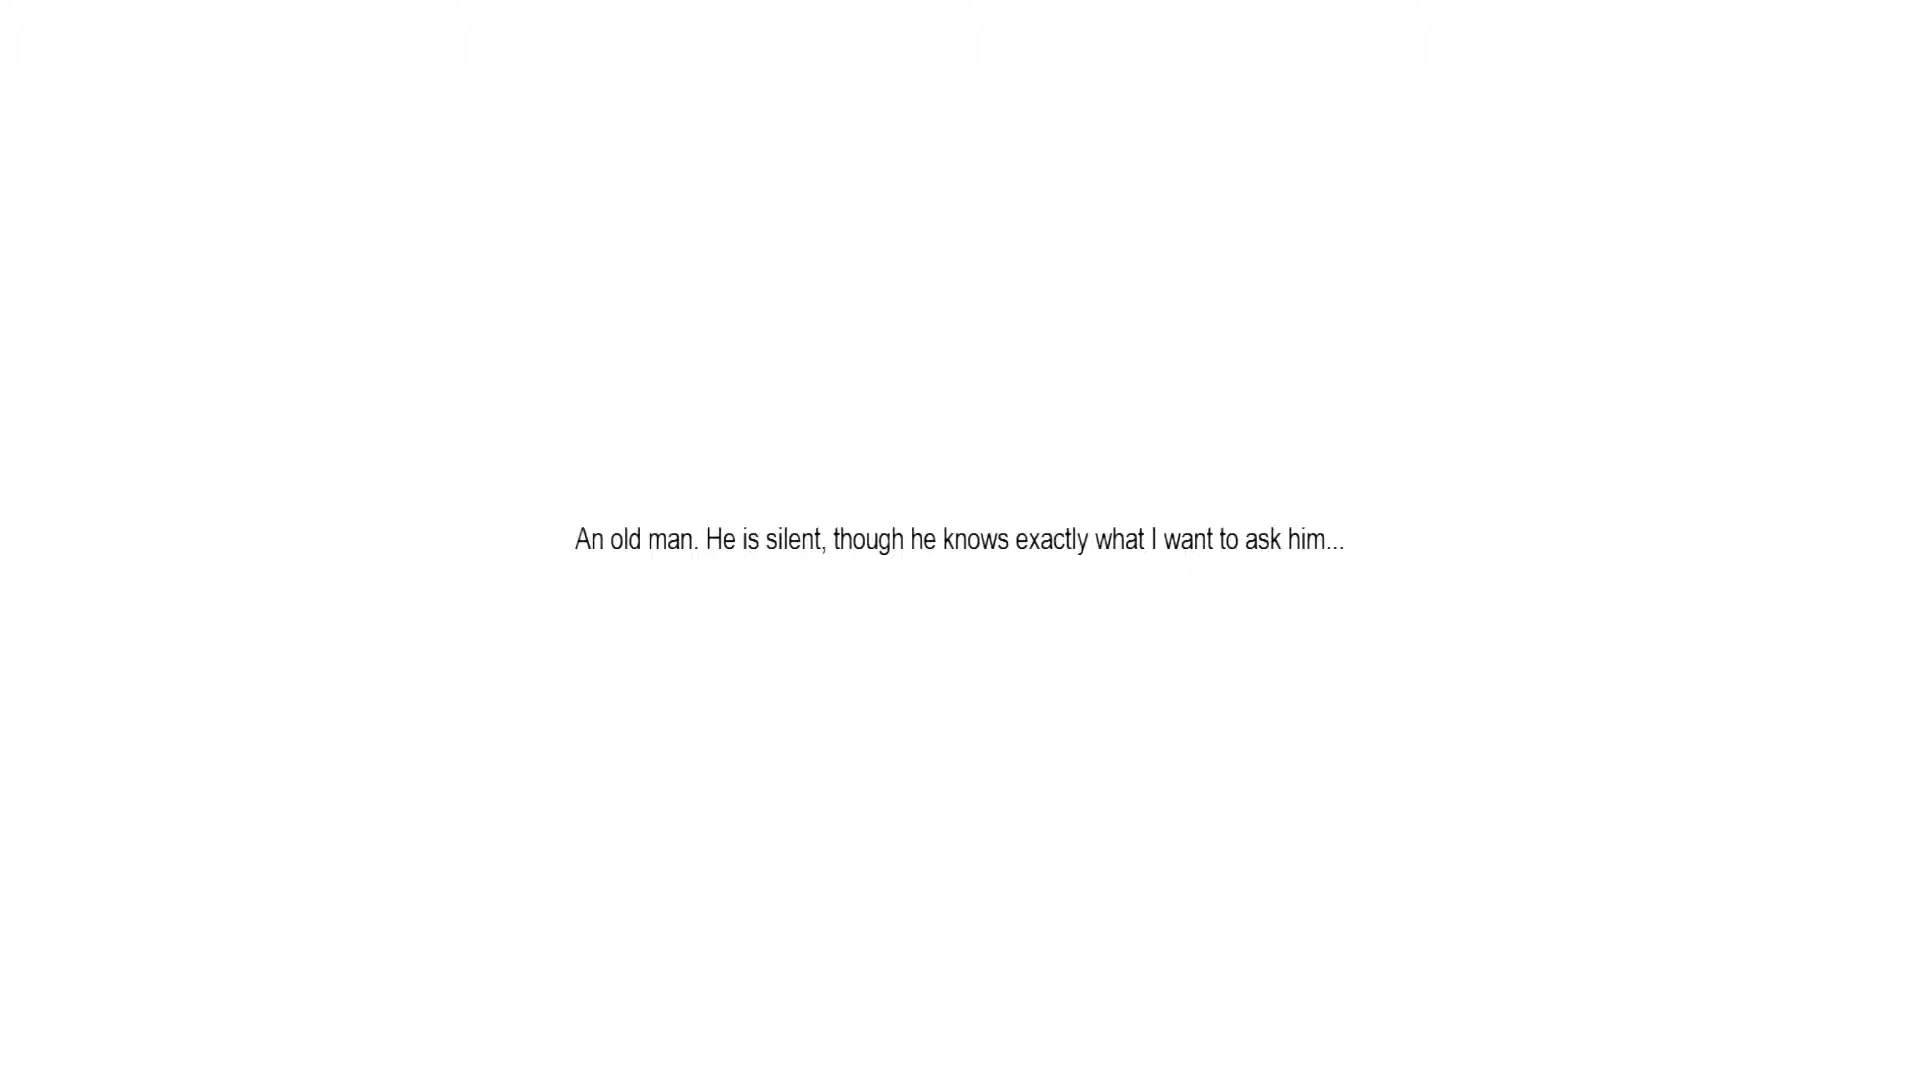 An old man. He is silent, though he knows exactly what I want to ask him...